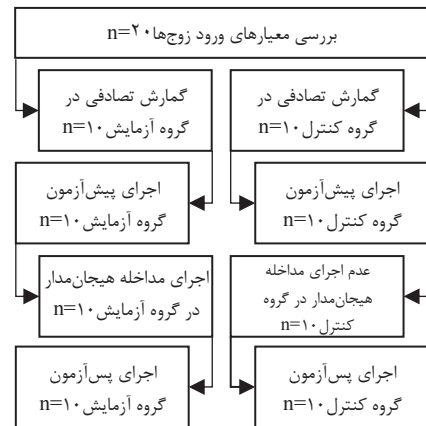 بررسی معیارهای ورود زوج‌ها n=۲۰
گمارش تصادفی در
گروه کنترل n=۱۰
گمارش تصادفی در
گروه آزمایش n=۱۰
اجرای پیش‌آزمون
گروه کنترل n=۱۰
اجرای پیش‌آزمون
گروه آزمایش n=۱۰
عدم اجرای مداخله
هیجان‌مدار در گروه
کنترل n=۱۰
اجرای مداخله هیجان‌مدار
در گروه آزمایش n=۱۰
اجرای پس‌آزمون
گروه کنترل n=۱۰
اجرای پس‌آزمون
گروه آزمایش n=۱۰